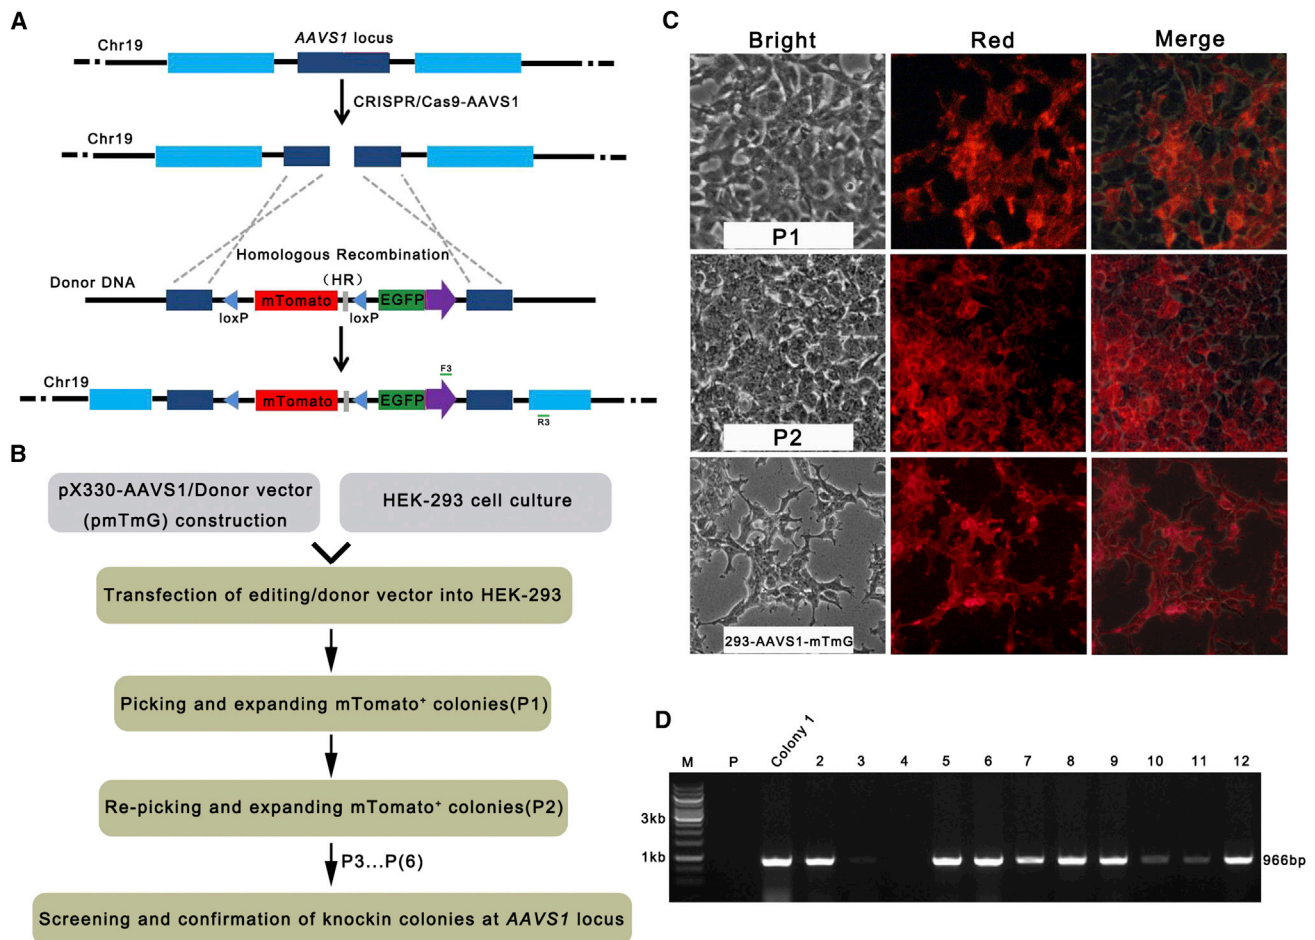 A
Chr19
AAVS1 locus
CRISPR/Cas9-AAVS1
Chr19
Homologous Recombination
(HR)
Donor DNA
mTomato
EGFP
loxP
loxP
Chr19
F3
mTomato
EGFP
R3
B
pX330-AAVS1/Donor vector
(pmTmG) construction
HEK-293 cell culture
Transfection of editing/donor vector into HEK-293
Picking and expanding mTomato⁺ colonies(P1)
Re-picking and expanding mTomato⁺ colonies(P2)
P3...P(6)
Screening and confirmation of knockin colonies at AAVS1 locus
C
Bright Red Merge
P1
P2
293-AAVS1-mTmG
D
M P Colony 1 2 3 4 5 6 7 8 9 10 11 12
3kb
1kb
966bp